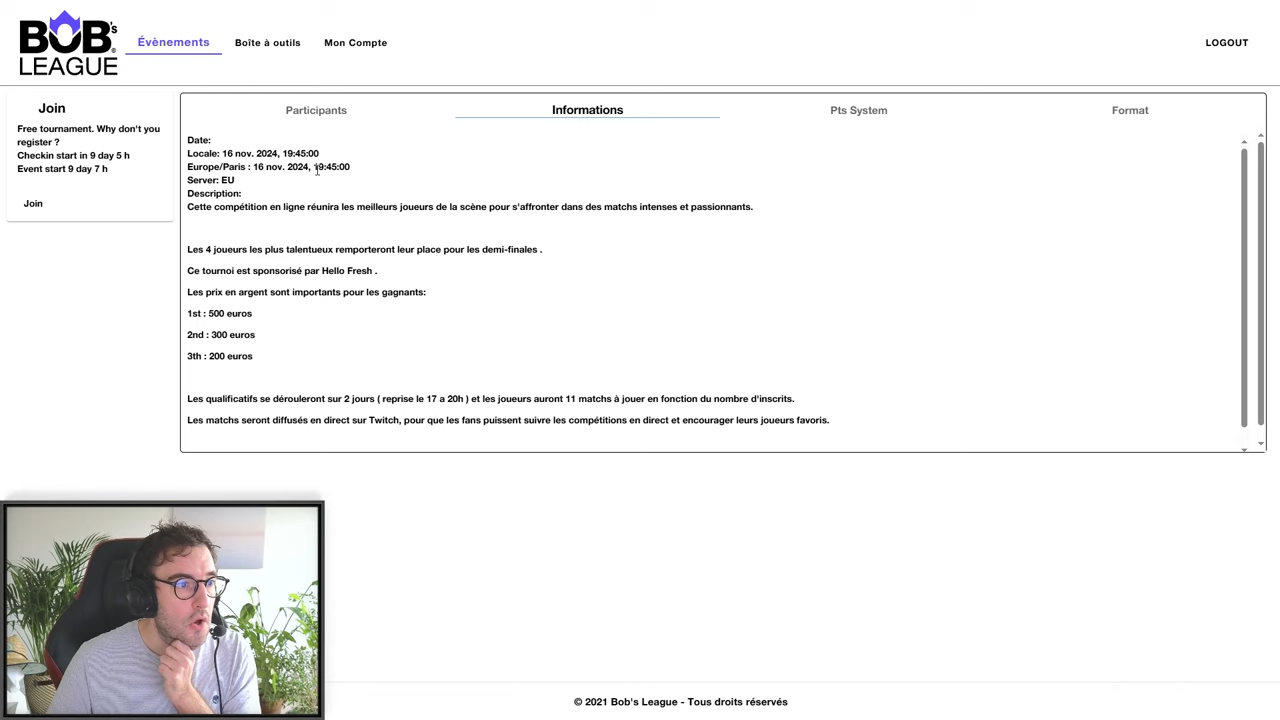 BOB's
LEAGUE
Évènements
Boîte à outils
Mon Compte
LOGOUT
Join
Free tournament. Why don't you
register ?
Checkin start in 9 day 5 h
Event start 9 day 7 h
Join
Participants
Informations
Pts System
Format
Date:
Locale: 16 nov. 2024, 19:45:00
Europe/Paris : 16 nov. 2024, 19:45:00
Server: EU
Description:
Cette compétition en ligne réunira les meilleurs joueurs de la scène pour s'affronter dans des matchs intenses et passionnants.
Les 4 joueurs les plus talentueux remporteront leur place pour les demi-finales .
Ce tournoi est sponsorisé par Hello Fresh .
Les prix en argent sont importants pour les gagnants:
1st : 500 euros
2nd : 300 euros
3th : 200 euros
Les qualificatifs se dérouleront sur 2 jours ( reprise le 17 a 20h ) et les joueurs auront 11 matchs à jouer en fonction du nombre d'inscrits.
Les matchs seront diffusés en direct sur Twitch, pour que les fans puissent suivre les compétitions en direct et encourager leurs joueurs favoris.
© 2021 Bob's League - Tous droits réservés